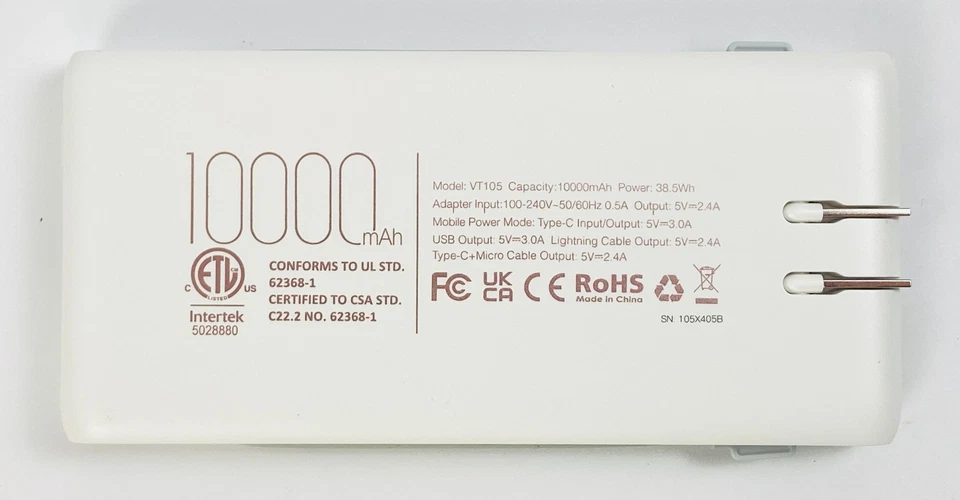 10000mAh
ETL CM
C US
LISTED
Intertek
5028880
CONFORMS TO UL STD.
62368-1
CERTIFIED TO CSA STD.
C22.2 NO. 62368-1
Model: VT105 Capacity:10000mAh Power: 38.5Wh
Adapter Input:100-240V~50/60Hz 0.5A Output: 5V⎓2.4A
Mobile Power Mode: Type-C Input/Output: 5V⎓3.0A
USB Output: 5V⎓3.0A Lightning Cable Output: 5V⎓2.4A
Type-C+Micro Cable Output: 5V⎓2.4A
FC UK CA CE RoHS
Made in China
SN: 105X405B